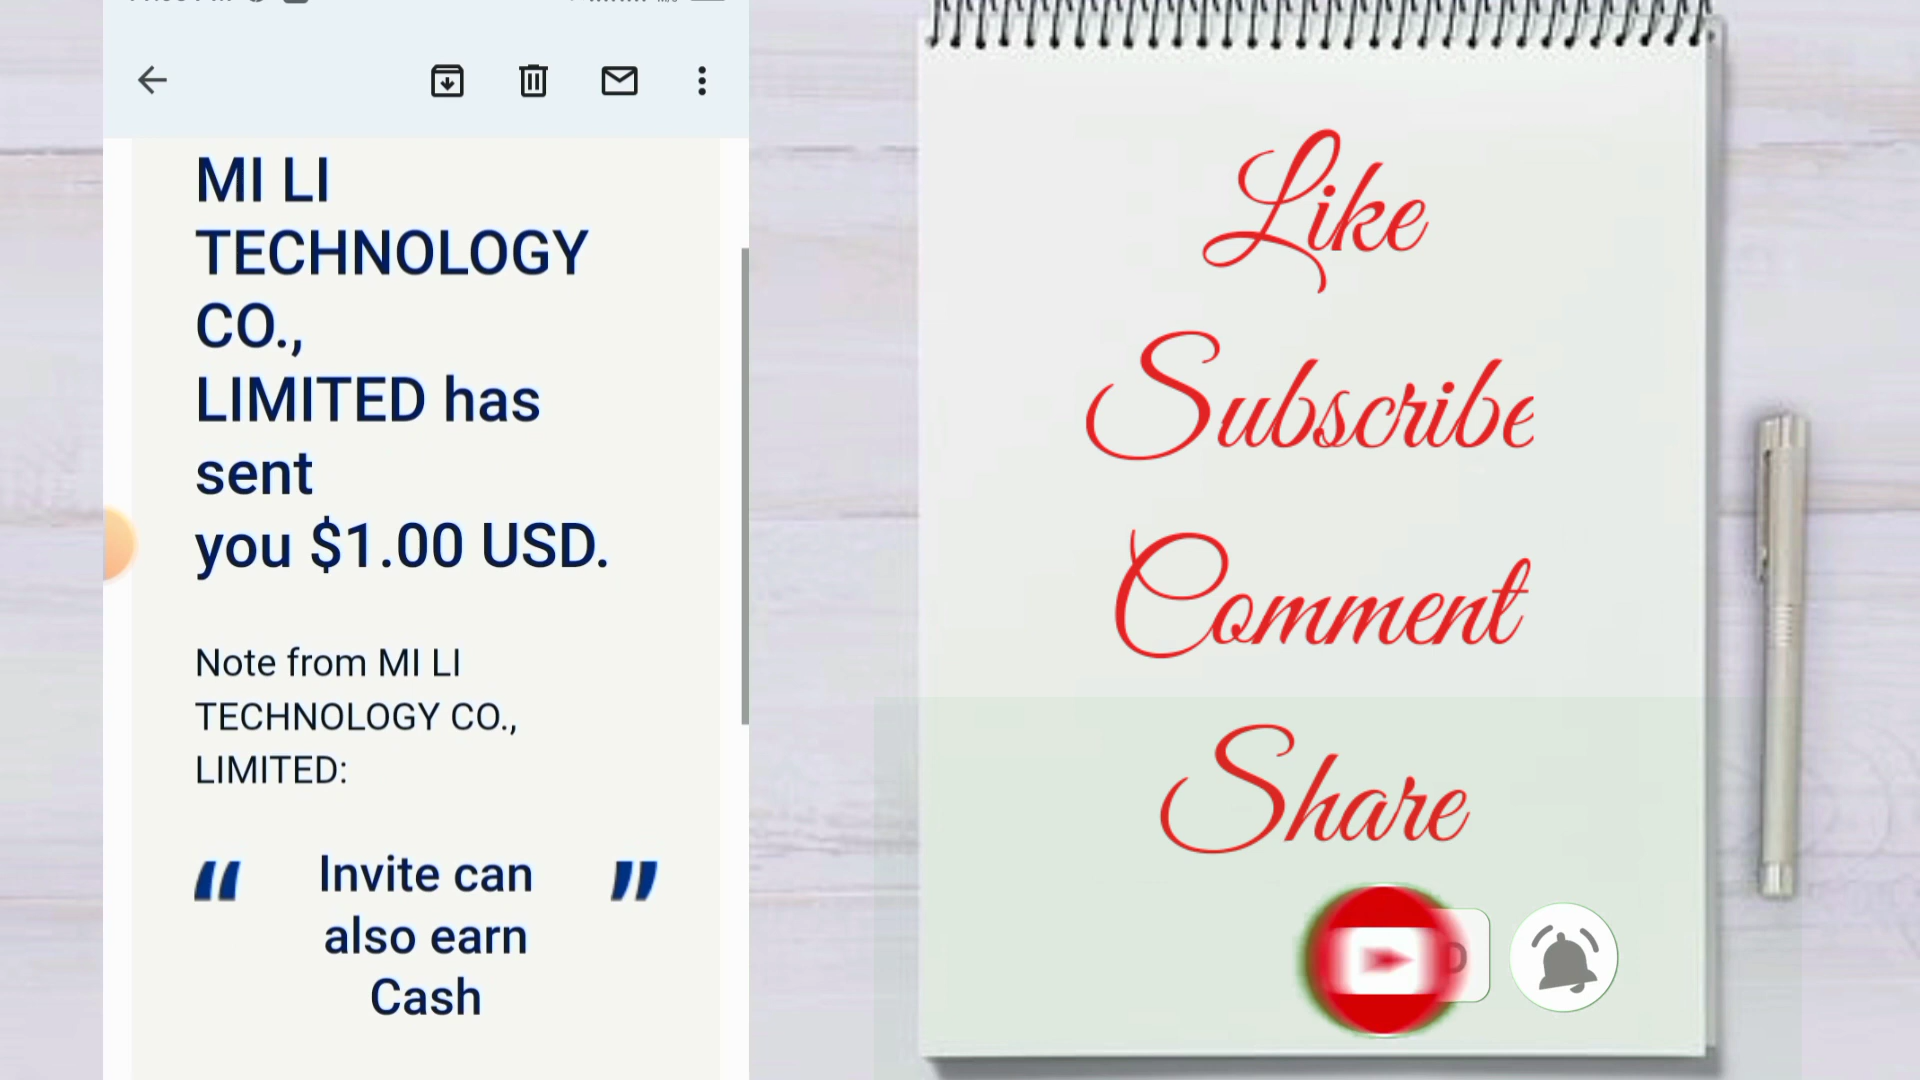 MI LI
TECHNOLOGY
CO.,
LIMITED has
sent
you $1.00 USD.
Note from MI LI
TECHNOLOGY CO.,
LIMITED:
“ Invite can ”
also earn
Cash
Like
Subscribe
Comment
Share